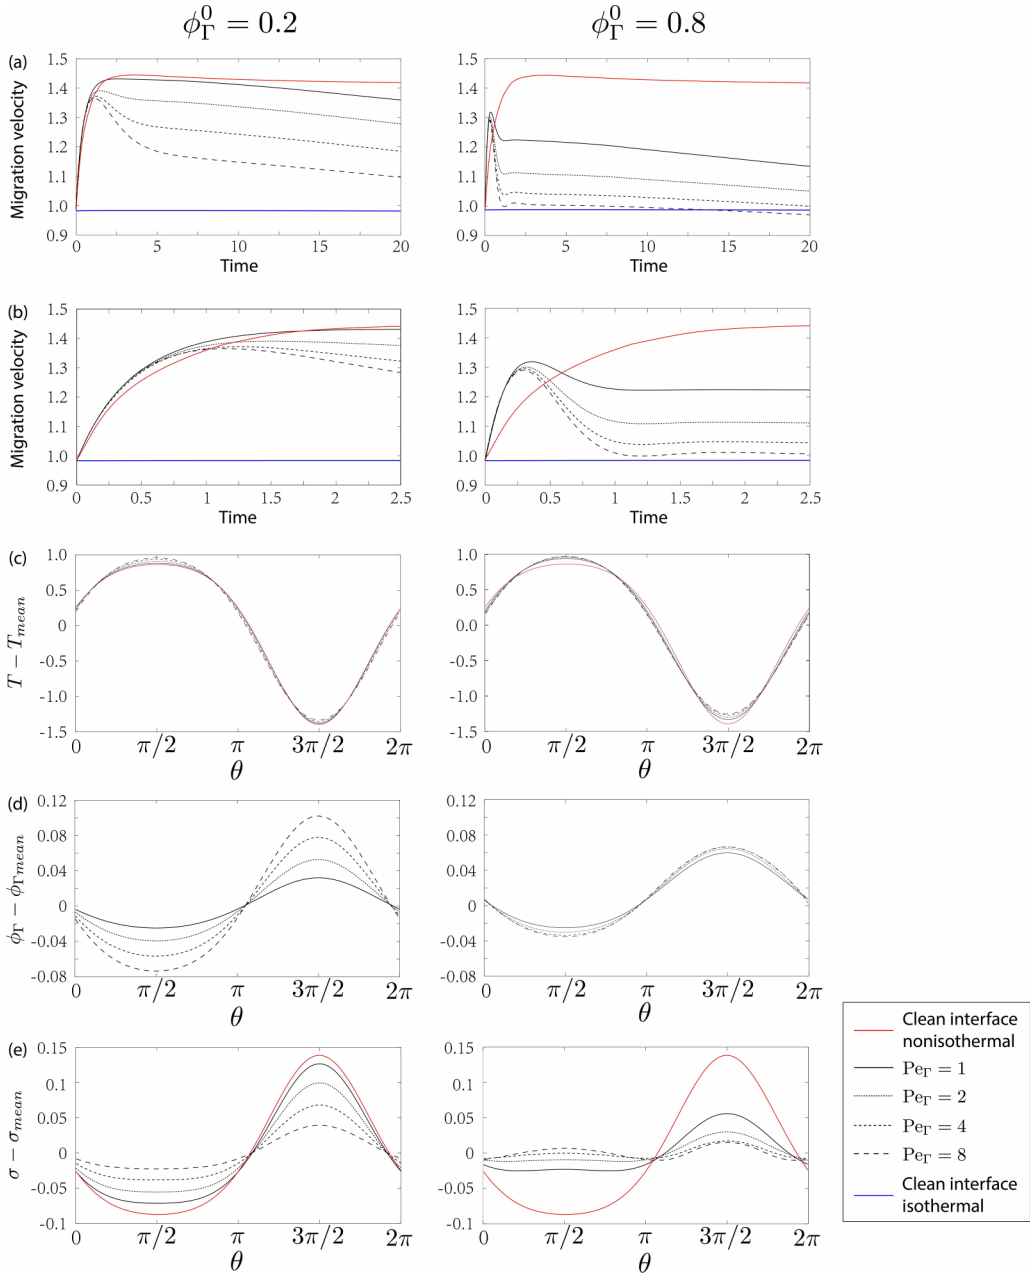 ϕ_Γ^0 = 0.2
ϕ_Γ^0 = 0.8
(a)
Migration velocity
1.5
1.4
1.3
1.2
1.1
1.0
0.9
0 5 10 15 20
Time
1.5
1.4
1.3
1.2
1.1
1.0
0.9
0 5 10 15 20
Time
(b)
Migration velocity
1.5
1.4
1.3
1.2
1.1
1.0
0.9
0 0.5 1 1.5 2 2.5
Time
1.5
1.4
1.3
1.2
1.1
1.0
0.9
0 0.5 1 1.5 2 2.5
Time
(c)
T − T_mean
1.0
0.5
0
-0.5
-1.0
-1.5
0 π/2 π 3π/2 2π
θ
1.0
0.5
0
-0.5
-1.0
-1.5
0 π/2 π 3π/2 2π
θ
(d)
ϕ_Γ − ϕ_Γmean
0.12
0.08
0.04
0
-0.04
-0.08
0 π/2 π 3π/2 2π
θ
0.12
0.08
0.04
0
-0.04
-0.08
0 π/2 π 3π/2 2π
θ
(e)
σ − σ_mean
0.15
0.1
0.05
0
-0.05
-0.1
0 π/2 π 3π/2 2π
θ
0.15
0.1
0.05
0
-0.05
-0.1
0 π/2 π 3π/2 2π
θ
Clean interface
nonisothermal
Pe_Γ = 1
Pe_Γ = 2
Pe_Γ = 4
Pe_Γ = 8
Clean interface
isothermal